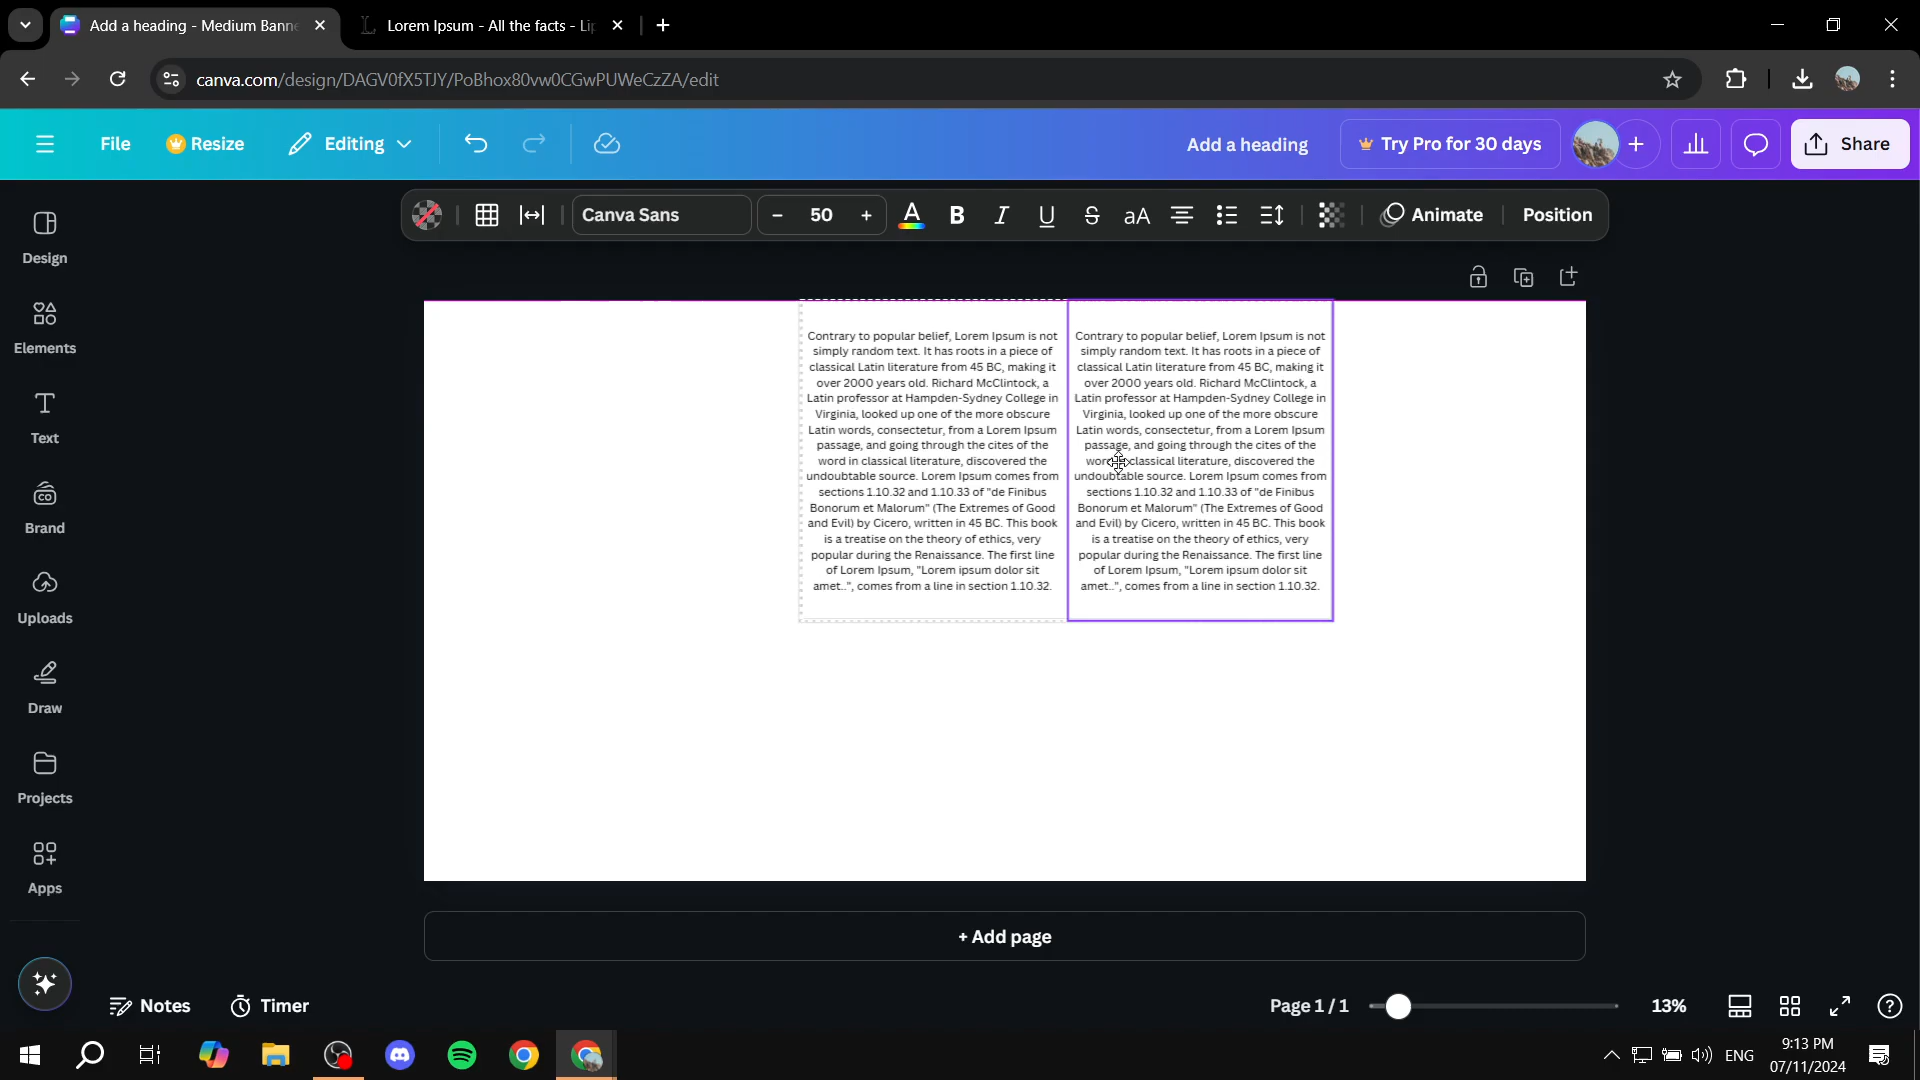 Add a heading - Medium Bann
Lorem Ipsum - All the facts - Li
canva.com/design/DAGV0fX5TJY/PoBhox80vw0CGwPUWeCzZA/edit
File
Resize
Editing
Add a heading
Try Pro for 30 days
Share
Canva Sans
- 50 +
A
B
I
U
S
aA
Animate
Position
Design
Elements
Text
Brand
Uploads
Draw
Projects
Apps
Contrary to popular belief, Lorem Ipsum is not
simply random text. It has roots in a piece of
classical Latin literature from 45 BC, making it
over 2000 years old. Richard McClintock, a
Latin professor at Hampden-Sydney College in
Virginia, looked up one of the more obscure
Latin words, consectetur, from a Lorem Ipsum
passage, and going through the cites of the
word in classical literature, discovered the
undoubtable source. Lorem Ipsum comes from
sections 1.10.32 and 1.10.33 of "de Finibus
Bonorum et Malorum" (The Extremes of Good
and Evil) by Cicero, written in 45 BC. This book
is a treatise on the theory of ethics, very
popular during the Renaissance. The first line
of Lorem Ipsum, "Lorem ipsum dolor sit
amet..", comes from a line in section 1.10.32.
Contrary to popular belief, Lorem Ipsum is not
simply random text. It has roots in a piece of
classical Latin literature from 45 BC, making it
over 2000 years old. Richard McClintock, a
Latin professor at Hampden-Sydney College in
Virginia, looked up one of the more obscure
Latin words, consectetur, from a Lorem Ipsum
passage, and going through the cites of the
word classical literature, discovered the
undoubtable source. Lorem Ipsum comes from
sections 1.10.32 and 1.10.33 of "de Finibus
Bonorum et Malorum" (The Extremes of Good
and Evil) by Cicero, written in 45 BC. This book
is a treatise on the theory of ethics, very
popular during the Renaissance. The first line
of Lorem Ipsum, "Lorem ipsum dolor sit
amet..", comes from a line in section 1.10.32.
+ Add page
Notes
Timer
Page 1 / 1
13%
ENG
9:13 PM
07/11/2024